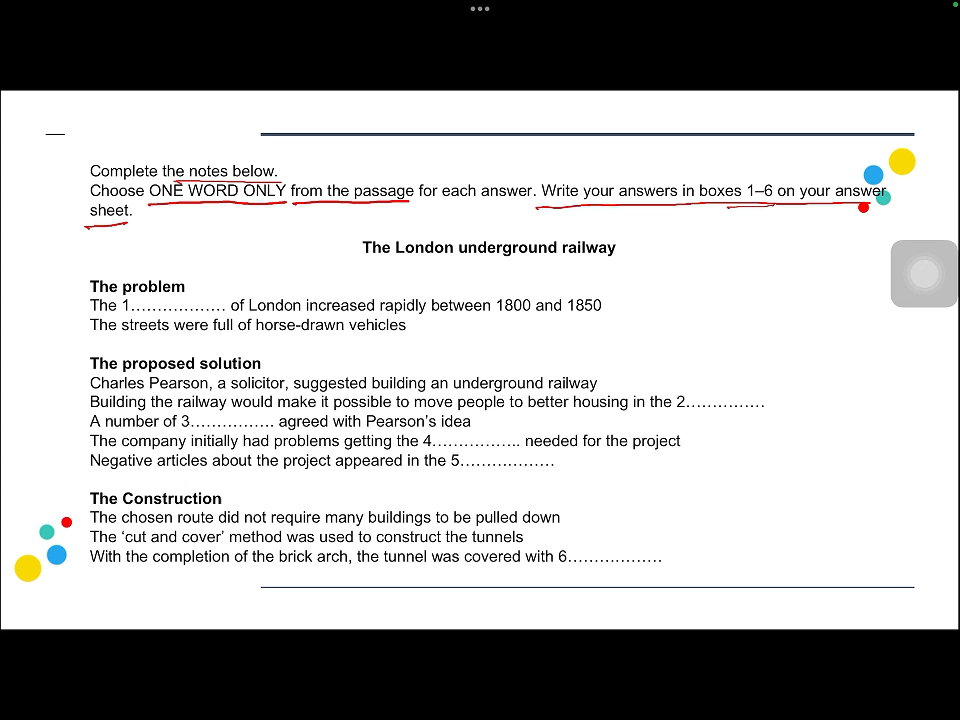 Complete the notes below.
Choose ONE WORD ONLY from the passage for each answer. Write your answers in boxes 1–6 on your answer
sheet.
The London underground railway
The problem
The 1……………… of London increased rapidly between 1800 and 1850
The streets were full of horse-drawn vehicles
The proposed solution
Charles Pearson, a solicitor, suggested building an underground railway
Building the railway would make it possible to move people to better housing in the 2……………
A number of 3……………. agreed with Pearson’s idea
The company initially had problems getting the 4…………….. needed for the project
Negative articles about the project appeared in the 5………………
The Construction
The chosen route did not require many buildings to be pulled down
The ‘cut and cover’ method was used to construct the tunnels
With the completion of the brick arch, the tunnel was covered with 6………………